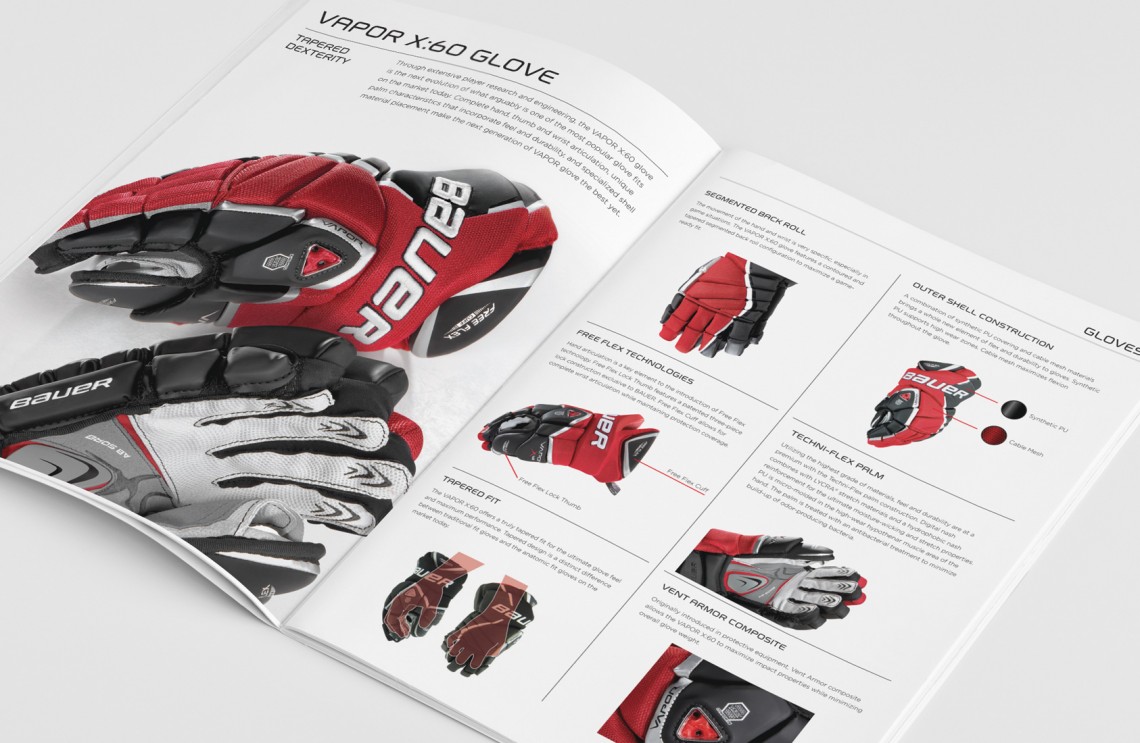 VAPOR X:60 GLOVE
TAPERED
DEXTERITY
Through extensive player research and engineering, the VAPOR X:60 glove
is the next evolution of what arguably is one of the most popular glove fits
on the market today. Complete hand, thumb and wrist articulation, unique
palm characteristics that incorporate feel and durability, and specialized shell
material placement make the next generation of VAPOR glove the best yet.
BAUER
VAPOR
FREE FLEX
BAUER
SEGMENTED BACK ROLL
The movement of the hand and wrist is very specific, especially in
game situations. The VAPOR X:60 glove features a contoured and
tapered segmented back roll configuration to maximize a game-
ready fit.
FREE FLEX TECHNOLOGIES
Hand articulation is a key element to the introduction of Free Flex
technology. Free Flex Lock Thumb features a patented three-piece
lock construction exclusive to BAUER. Free Flex Cuff allows for
complete wrist articulation while maintaining protection coverage.
Free Flex Lock Thumb
Free Flex Cuff
TAPERED FIT
The VAPOR X:60 offers a truly tapered fit for the ultimate glove feel
and maximum performance. Tapered design is a distinct difference
between traditional fit gloves and the anatomic fit gloves on the
market today.
GLOVES
OUTER SHELL CONSTRUCTION
A combination of synthetic PU covering and cable mesh materials
brings a whole new element of flex and durability to gloves. Synthetic
PU supports high wear zones. Cable mesh maximizes flexion
throughout the glove.
BAUER
Synthetic PU
Cable Mesh
TECHNI-FLEX PALM
Utilizing the highest grade of materials, feel and durability are at a
premium with the Techni-Flex palm construction. Digital nash
combines with LYCRA® stretch materials and a hydrophobic nash
reinforcement for the ultimate moisture-wicking and stretch properties.
PU is micro-molded in the high-wear hypothenar muscle area of the
hand. The palm is treated with an antibacterial treatment to minimize
build-up of odor-producing bacteria.
VENT ARMOR COMPOSITE
Originally introduced in protective equipment, Vent Armor composite
allows the VAPOR X:60 to maximize impact properties while minimizing
overall glove weight.
VAPOR